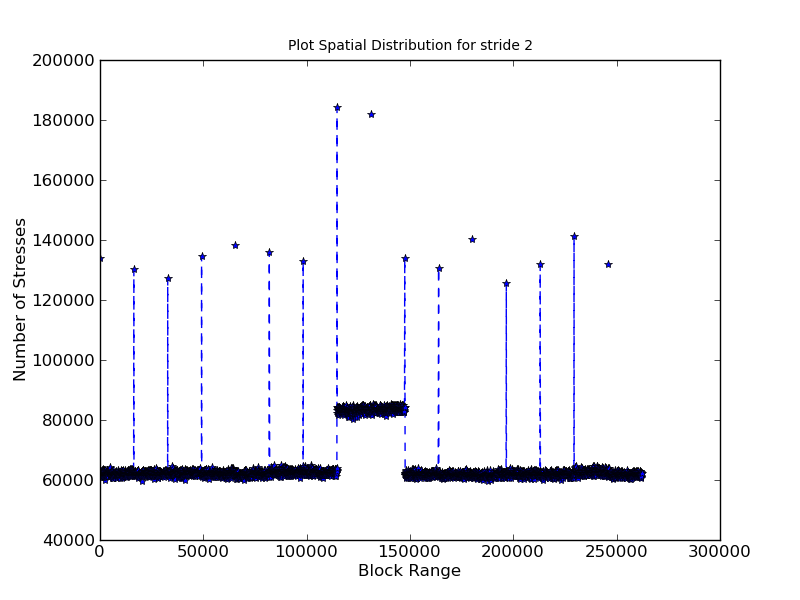 Plot Spatial Distribution for stride 2
200000
180000
160000
140000
120000
100000
80000
60000
40000
Number of Stresses
0 50000 100000 150000 200000 250000 300000
Block Range